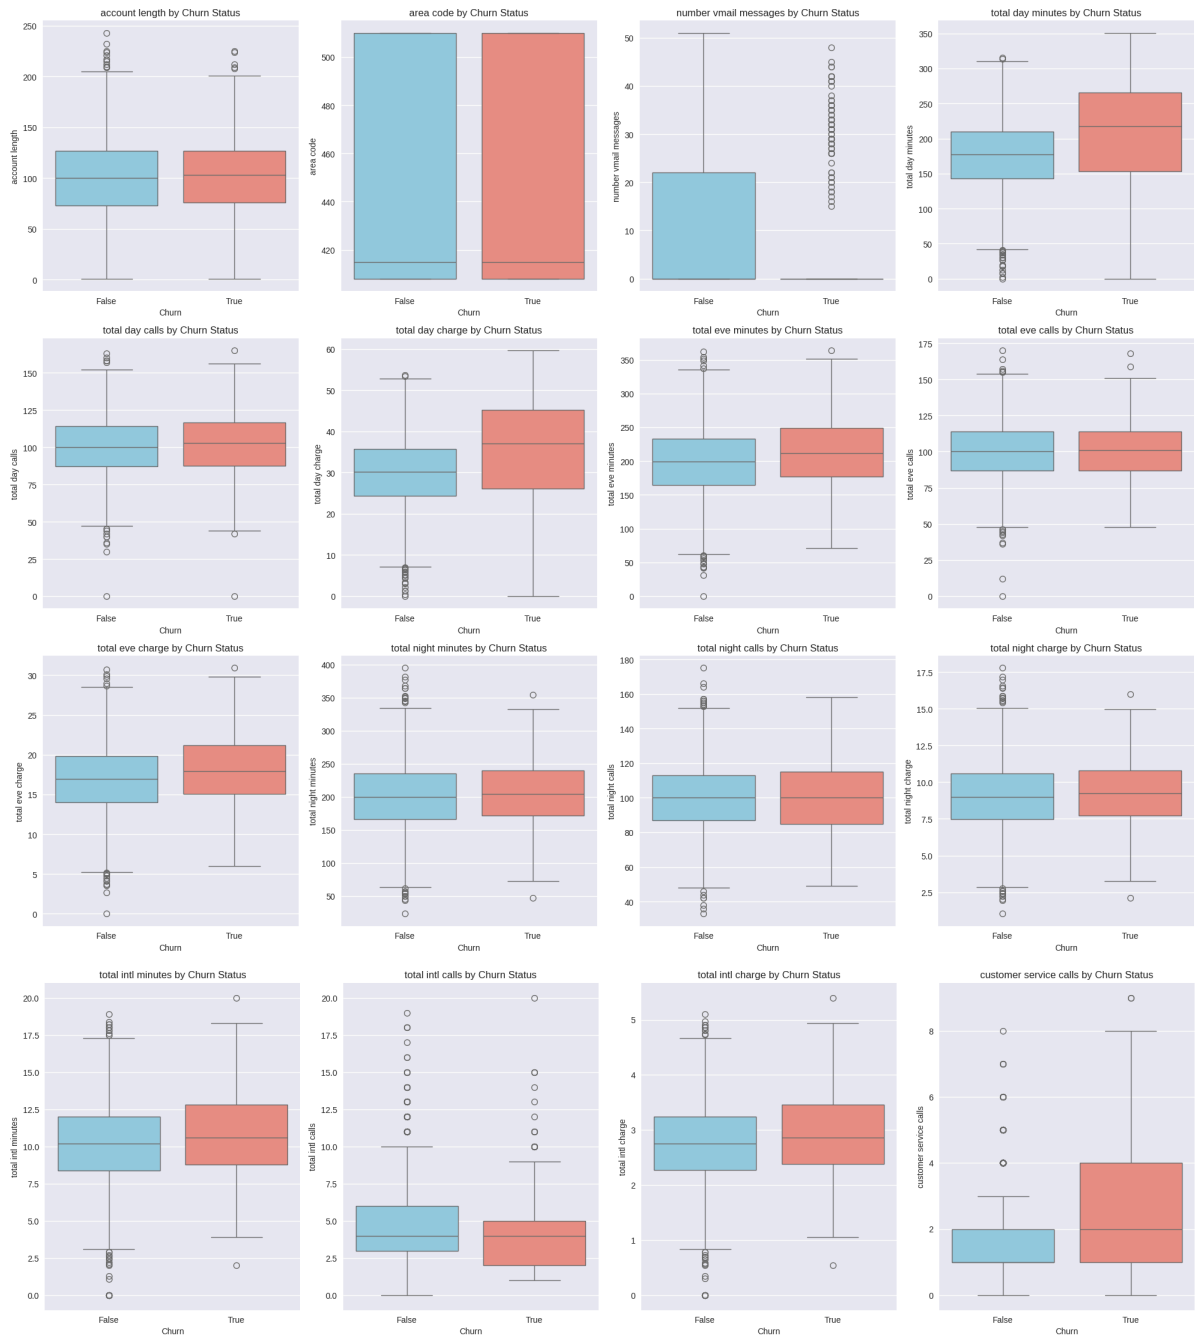 account length by Churn Status
250
200
150
100
50
0
account length
False
True
Churn
area code by Churn Status
500
480
460
440
420
area code
False
True
Churn
number vmail messages by Churn Status
50
40
30
20
10
0
number vmail messages
False
True
Churn
total day minutes by Churn Status
350
300
250
200
150
100
50
0
total day minutes
False
True
Churn
total day calls by Churn Status
150
125
100
75
50
25
0
total day calls
False
True
Churn
total day charge by Churn Status
60
50
40
30
20
10
0
total day charge
False
True
Churn
total eve minutes by Churn Status
350
300
250
200
150
100
50
0
total eve minutes
False
True
Churn
total eve calls by Churn Status
175
150
125
100
75
50
25
0
total eve calls
False
True
Churn
total eve charge by Churn Status
30
25
20
15
10
5
0
total eve charge
False
True
Churn
total night minutes by Churn Status
400
350
300
250
200
150
100
50
total night minutes
False
True
Churn
total night calls by Churn Status
180
160
140
120
100
80
60
40
total night calls
False
True
Churn
total night charge by Churn Status
17.5
15.0
12.5
10.0
7.5
5.0
2.5
total night charge
False
True
Churn
total intl minutes by Churn Status
20.0
17.5
15.0
12.5
10.0
7.5
5.0
2.5
0.0
total intl minutes
False
True
Churn
total intl calls by Churn Status
20.0
17.5
15.0
12.5
10.0
7.5
5.0
2.5
0.0
total intl calls
False
True
Churn
total intl charge by Churn Status
5
4
3
2
1
0
total intl charge
False
True
Churn
customer service calls by Churn Status
8
6
4
2
0
customer service calls
False
True
Churn